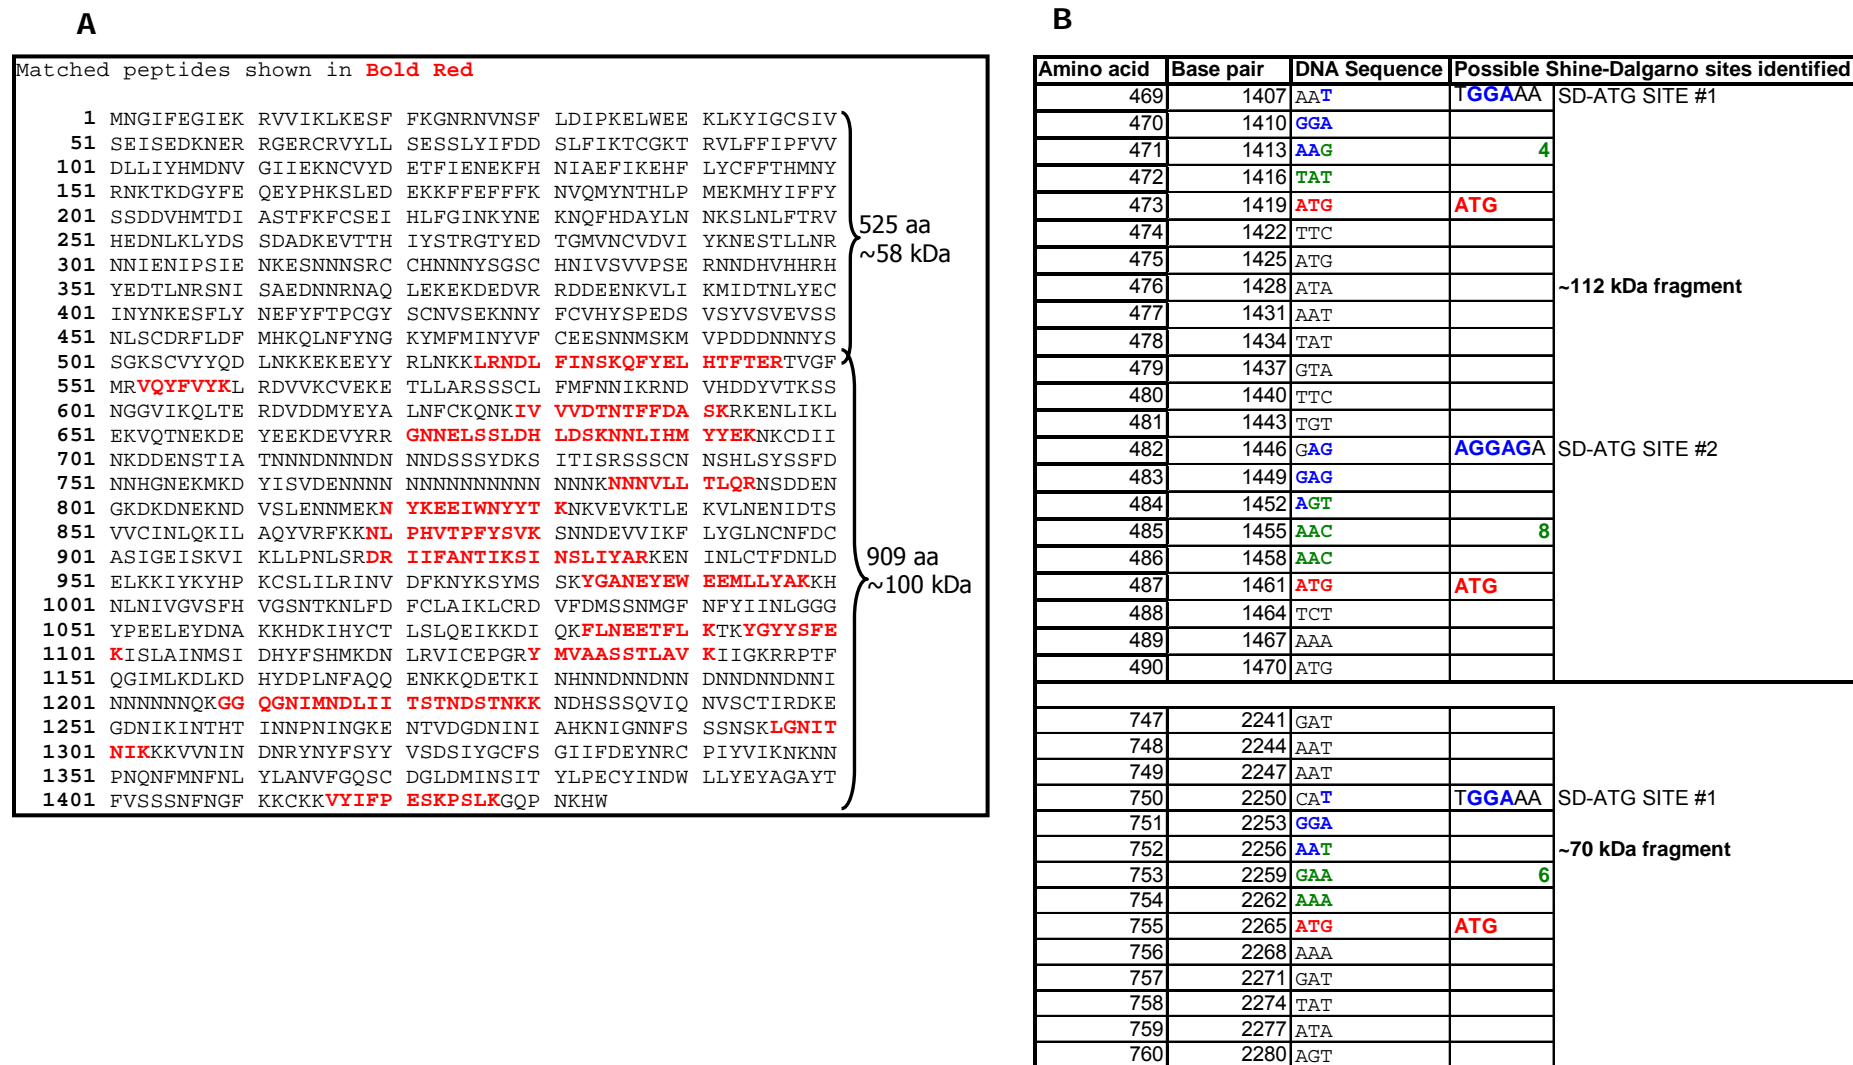 A
Matched peptides shown in Bold Red
1 MNGIFEGIEK RVVIKLKESF FKGNRNVNSF LDIPKELWEE KLKYIGCSIV
51 SEISEDKNER RGERCRVYLL SESSLYIFDD SLFIKTCGKT RVLFFIPFVV
101 DLLIYHMDNV GIIEKNCVYD ETFIENEKFH NIAEFIKEHF LYCFFTHMNY
151 RNKTKDGYFE QEYPHKSLED EKKFFEFFFK NVQMYNTHLP MEKMHYIFFY
201 SSDDVHMTDI ASTFKFCSEI HLFGINKYNE KNQFHDAYLN NKSLNLFTRV
251 HEDNLKLYDS SDADKEVTTH IYSTRGTYED TGMVNCVDVI YKNESTLLNR
301 NNIENIPSIE NKESNNNSRC CHNNNYSGSC HNIVSVVPSE RNNDHVHHRH
351 YEDTLNRSNI SAEDNNRNAQ LEKEKDEDVR RDDEENKVLI KMIDTNLYEC
401 INYNKESFLY NEFYFTPCGY SCNVSEKNNY FCVHYSPEDS VSYVSVEVSS
451 NLSCDRFLDF MHKQLNFYNG KYMFMINYVF CEESNNMSKM VPDDDNNNYS
501 SGKSCVYYQD LNKKEKEEYY RLNKKLRNDL FINSKQFYEL HTFTERTVGF
551 MRVQYFVYKL RDVVKCVEKE TLLARSSSCL FMFNNIKRND VHDDYVTKSS
601 NGGVIKQLTE RDVDDMYEYA LNFCKQNKIV VVDTNTFFDA SKRKENLIKL
651 EKVQTNEKDE YEEKDEVYRR GNNELSSLDH LDSKNNLIHM YYEKNKCDII
701 NKDDENSTIA TNNNDNNNDN NNDSSSYDKS ITISRSSSCN NSHLSYSSFD
751 NNHGNEKMKD YISVDENNNN NNNNNNNNNN NNNKNNNVLL TLQRNSDDEN
801 GKDKDNEKND VSLENNMEKN YKEEIWNYYT KNKVEVKTLE KVLNENIDTS
851 VVCINLQKIL AQYVRFKKNL PHVTPFYSVK SNNDEVVIKF LYGLNCNFDC
901 ASIGEISKVI KLLPNLSRDR IIFANTIKSI NSLIYARKEN INLCTFDNLD
951 ELKKIYKYHP KCSLILRINV DFKNYKSYMS SKYGANEYEW EEMLLYAKKH
1001 NLNIVGVSFH VGSNTKNLFD FCLAIKLCRD VFDMSSNMGF NFYIINLGGG
1051 YPEELEYDNA KKHDKIHYCT LSLQEIKKDI QKFLNEETFL KTKYGYYSFE
1101 KISLAINMSI DHYFSHMKDN LRVICEPGRY MVAASSTLAV KIIGKRRPTF
1151 QGIMLKDLKD HYDPLNFAQQ ENKKQDETKI NHNNDNNDNN DNNDNNDNNI
1201 NNNNNNQKGG QGNIMNDLII TSTNDSTNKK NDHSSSQVIQ NVSCTIRDKE
1251 GDNIKINTHT INNPNINGKE NTVDGDNINI AHKNIGNNFS SSNSKLGNIT
1301 NIKKKVVNIN DNRYNYFSYY VSDSIYGCFS GIIFDEYNRC PIYVIKNKNN
1351 PNQNFMNFNL YLANVFGQSC DGLDMINSIT YLPECYINDW LLYEYAGAYT
1401 FVSSSNFNGF KKCKKVYIFP ESKPSLKGQP NKHW
525 aa
~58 kDa
909 aa
~100 kDa
B
Amino acid Base pair DNA Sequence Possible Shine-Dalgarno sites identified
469 1407 AAT TGGAAA SD-ATG SITE #1
470 1410 GGA
471 1413 AAG 4
472 1416 TAT
473 1419 ATG ATG
474 1422 TTC
475 1425 ATG
476 1428 ATA ~112 kDa fragment
477 1431 AAT
478 1434 TAT
479 1437 GTA
480 1440 TTC
481 1443 TGT
482 1446 GAG AGGAGA SD-ATG SITE #2
483 1449 GAG
484 1452 AGT
485 1455 AAC 8
486 1458 AAC
487 1461 ATG ATG
488 1464 TCT
489 1467 AAA
490 1470 ATG
747 2241 GAT
748 2244 AAT
749 2247 AAT
750 2250 CAT TGGAAA SD-ATG SITE #1
751 2253 GGA
752 2256 AAT ~70 kDa fragment
753 2259 GAA 6
754 2262 AAA
755 2265 ATG ATG
756 2268 AAA
757 2271 GAT
758 2274 TAT
759 2277 ATA
760 2280 AGT